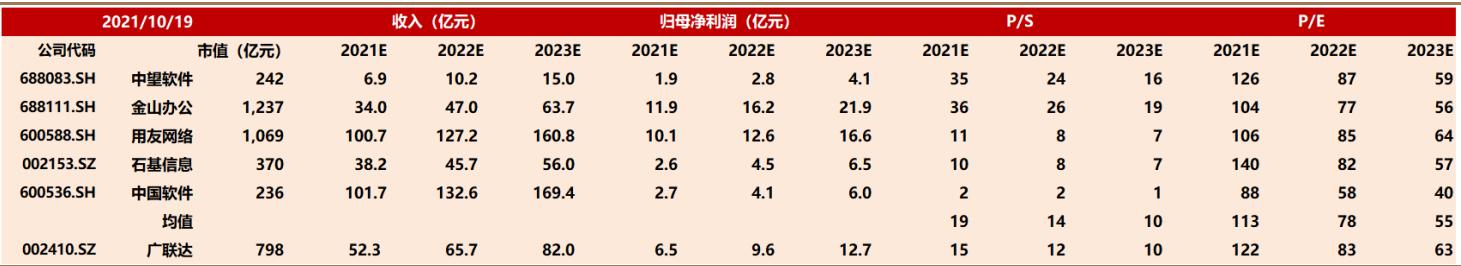 2021/10/19 收入（亿元） 归母净利润（亿元） P/S P/E
公司代码 市值（亿元） 2021E 2022E 2023E 2021E 2022E 2023E 2021E 2022E 2023E 2021E 2022E 2023E
688083.SH 中望软件 242 6.9 10.2 15.0 1.9 2.8 4.1 35 24 16 126 87 59
688111.SH 金山办公 1,237 34.0 47.0 63.7 11.9 16.2 21.9 36 26 19 104 77 56
600588.SH 用友网络 1,069 100.7 127.2 160.8 10.1 12.6 16.6 11 8 7 106 85 64
002153.SZ 石基信息 370 38.2 45.7 56.0 2.6 4.5 6.5 10 8 7 140 82 57
600536.SH 中国软件 236 101.7 132.6 169.4 2.7 4.1 6.0 2 2 1 88 58 40
均值 19 14 10 113 78 55
002410.SZ 广联达 798 52.3 65.7 82.0 6.5 9.6 12.7 15 12 10 122 83 63